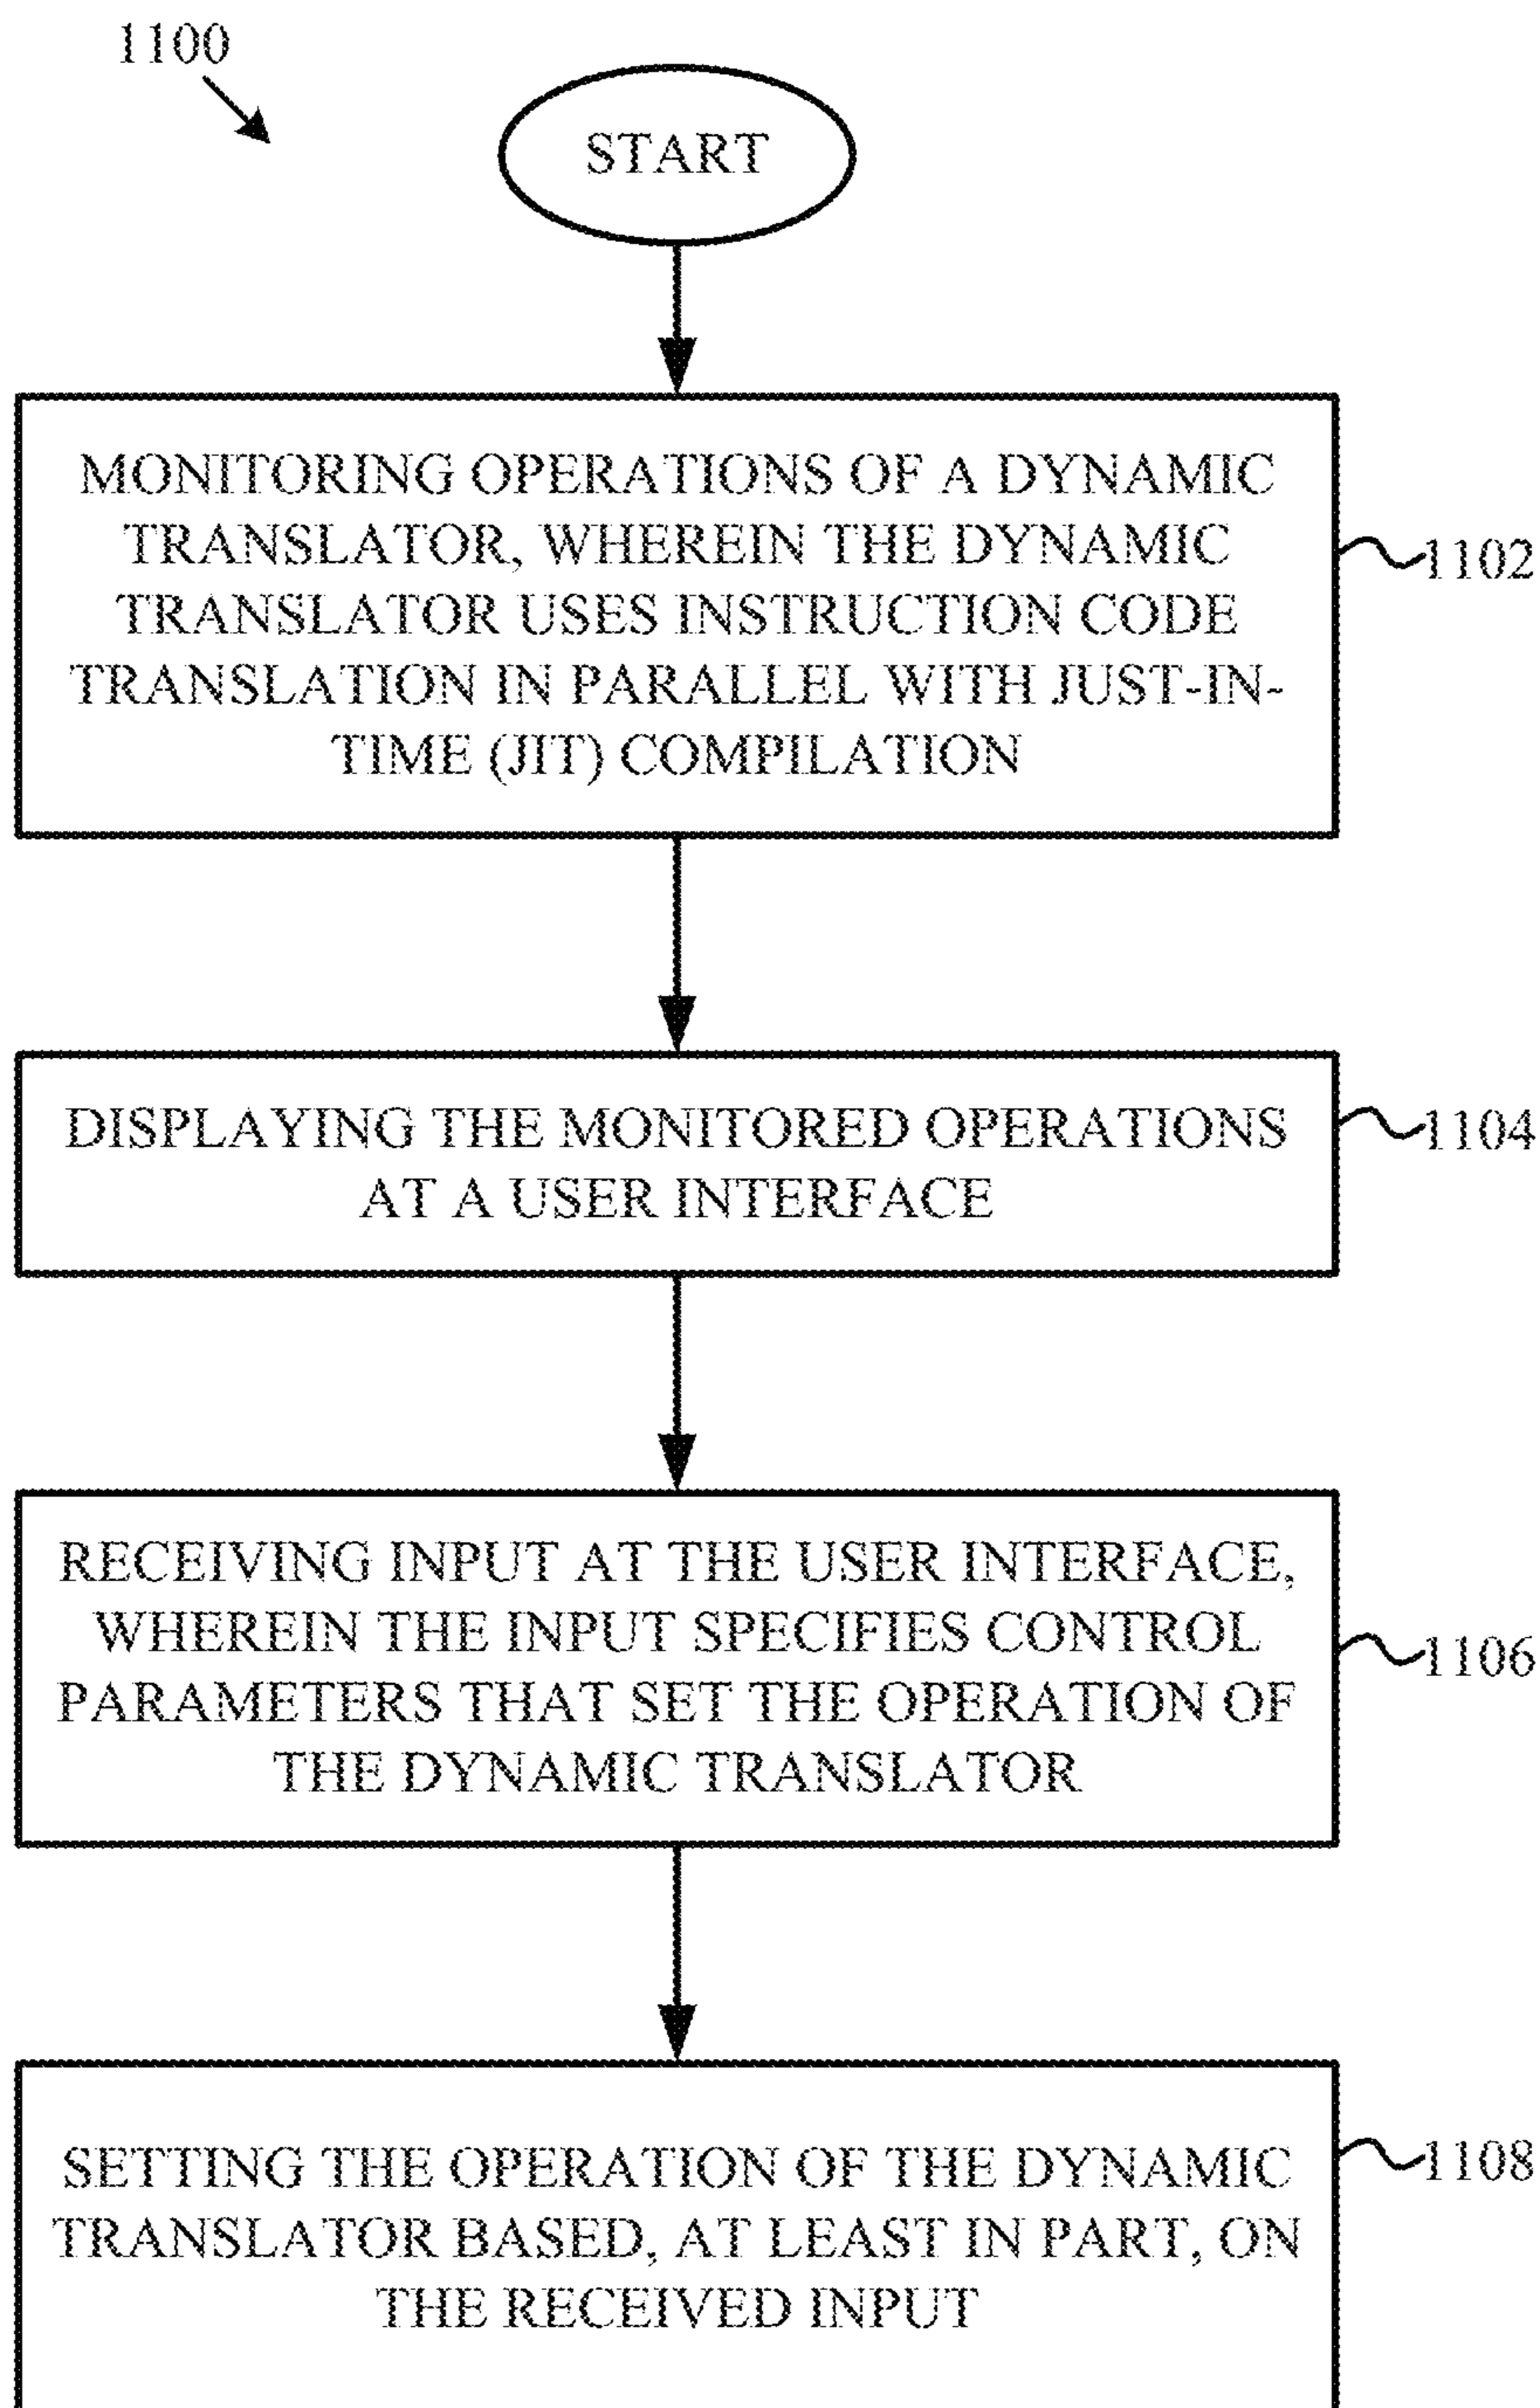 1100
START
MONITORING OPERATIONS OF A DYNAMIC
TRANSLATOR, WHEREIN THE DYNAMIC
TRANSLATOR USES INSTRUCTION CODE
TRANSLATION IN PARALLEL WITH JUST-IN-
TIME (JIT) COMPILATION
1102
DISPLAYING THE MONITORED OPERATIONS
AT A USER INTERFACE
1104
RECEIVING INPUT AT THE USER INTERFACE,
WHEREIN THE INPUT SPECIFIES CONTROL
PARAMETERS THAT SET THE OPERATION OF
THE DYNAMIC TRANSLATOR
1106
SETTING THE OPERATION OF THE DYNAMIC
TRANSLATOR BASED, AT LEAST IN PART, ON
THE RECEIVED INPUT
1108